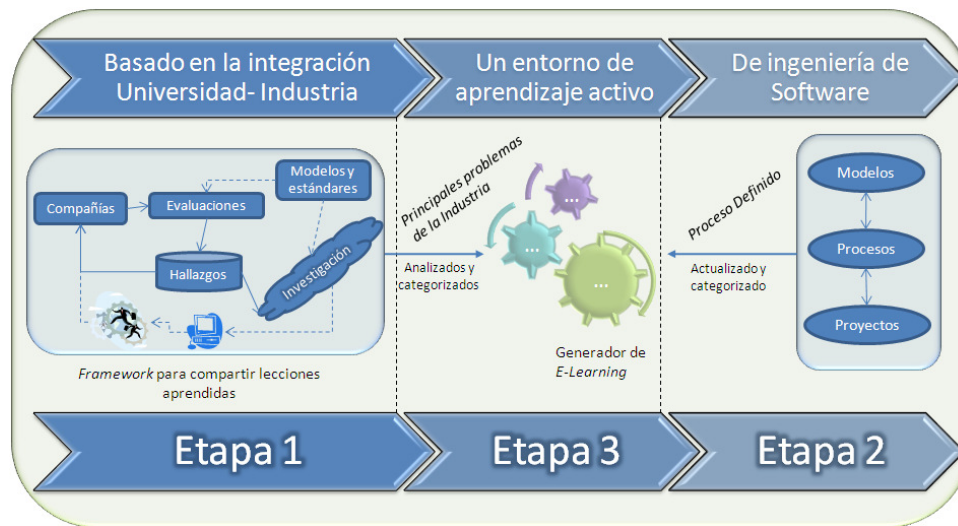 Basado en la integración
Universidad- Industria
Un entorno de
aprendizaje activo
De ingeniería de
Software
Modelos y
estándares
Compañías
Evaluaciones
Hallazgos
Investigación
Framework para compartir lecciones
aprendidas
Principales problemas
de la Industria
Analizados y
categorizados
...
...
...
Generador de
E-Learning
Proceso Definido
Actualizado y
categorizado
Modelos
Procesos
Proyectos
Etapa 1
Etapa 3
Etapa 2